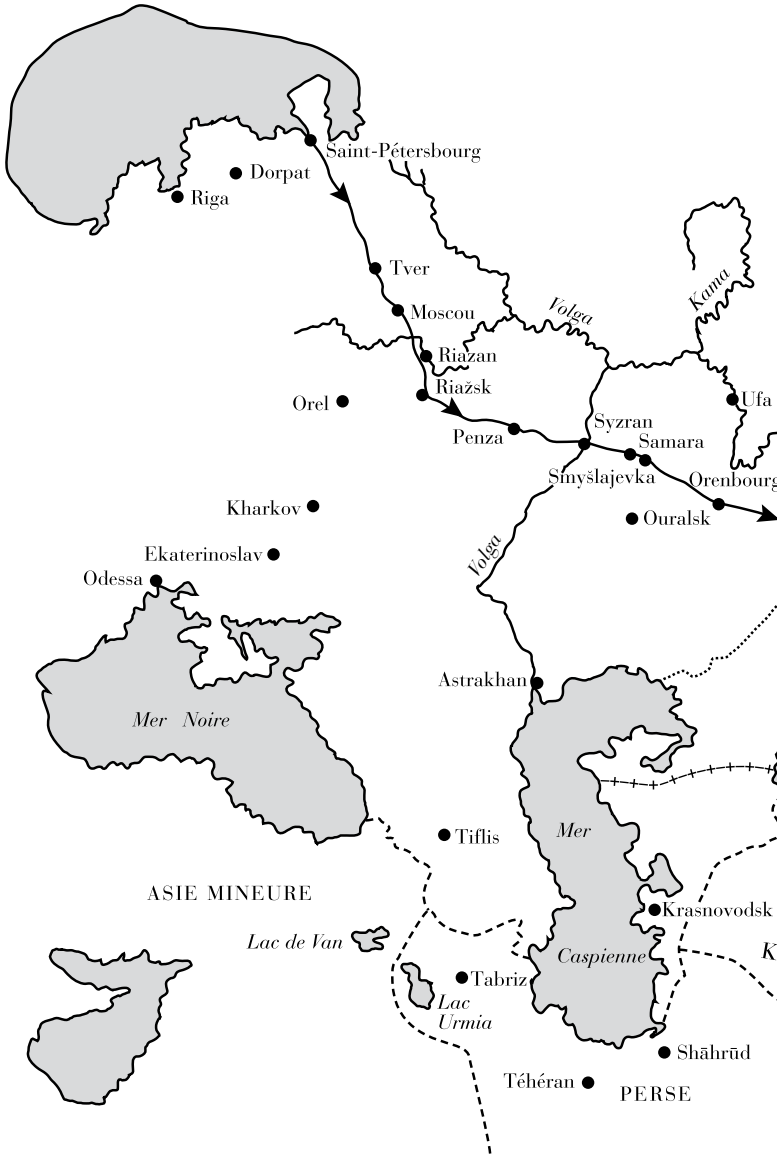 Saint-Pétersbourg
Dorpat
Riga
Tver
Volga
Kama
Moscou
Riazan
Riažsk
Orel
Ufa
Syzran
Penza
Samara
Smyšlajevka
Orenbourg
Kharkov
Ouralsk
Ekaterinoslav
Volga
Odessa
Astrakhan
Mer Noire
Mer
Tiflis
ASIE MINEURE
Krasnovodsk
Lac de Van
Caspienne
K
Tabriz
Lac
Urmia
Shāhrūd
Téhéran
PERSE